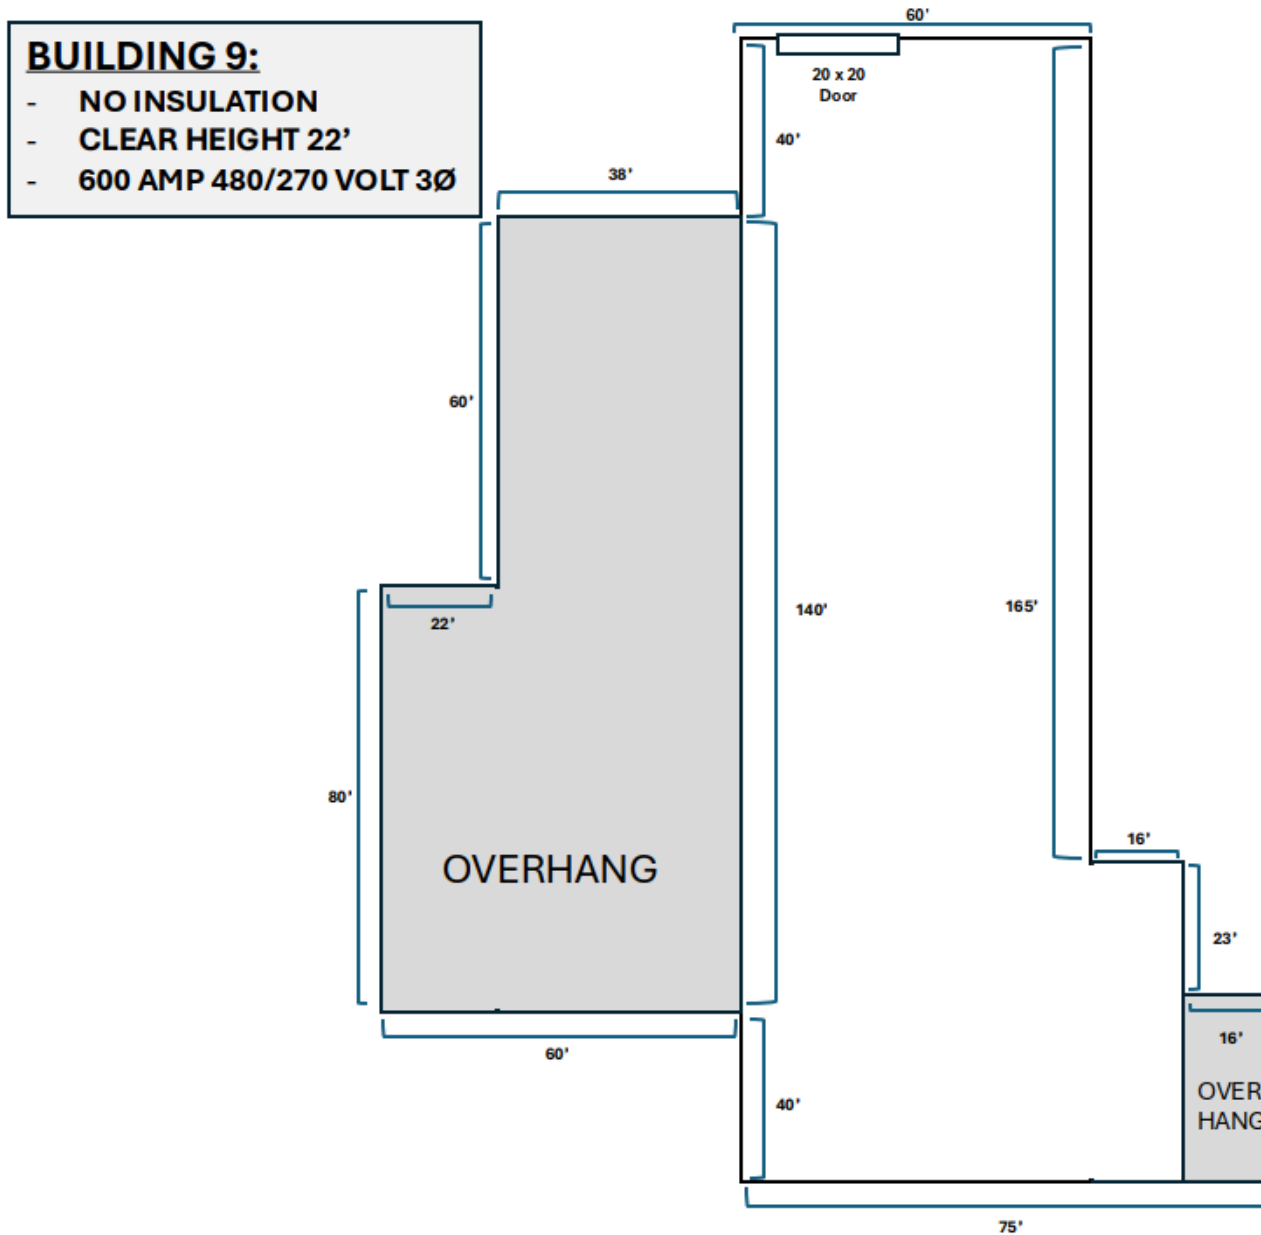 BUILDING 9:
- NO INSULATION
- CLEAR HEIGHT 22’
- 600 AMP 480/270 VOLT 3Ø
60’
20 x 20
Door
40’
38’
60’
140’
165’
22’
80’
OVERHANG
16’
23’
60’
16’
OVER
HANG
40’
75’